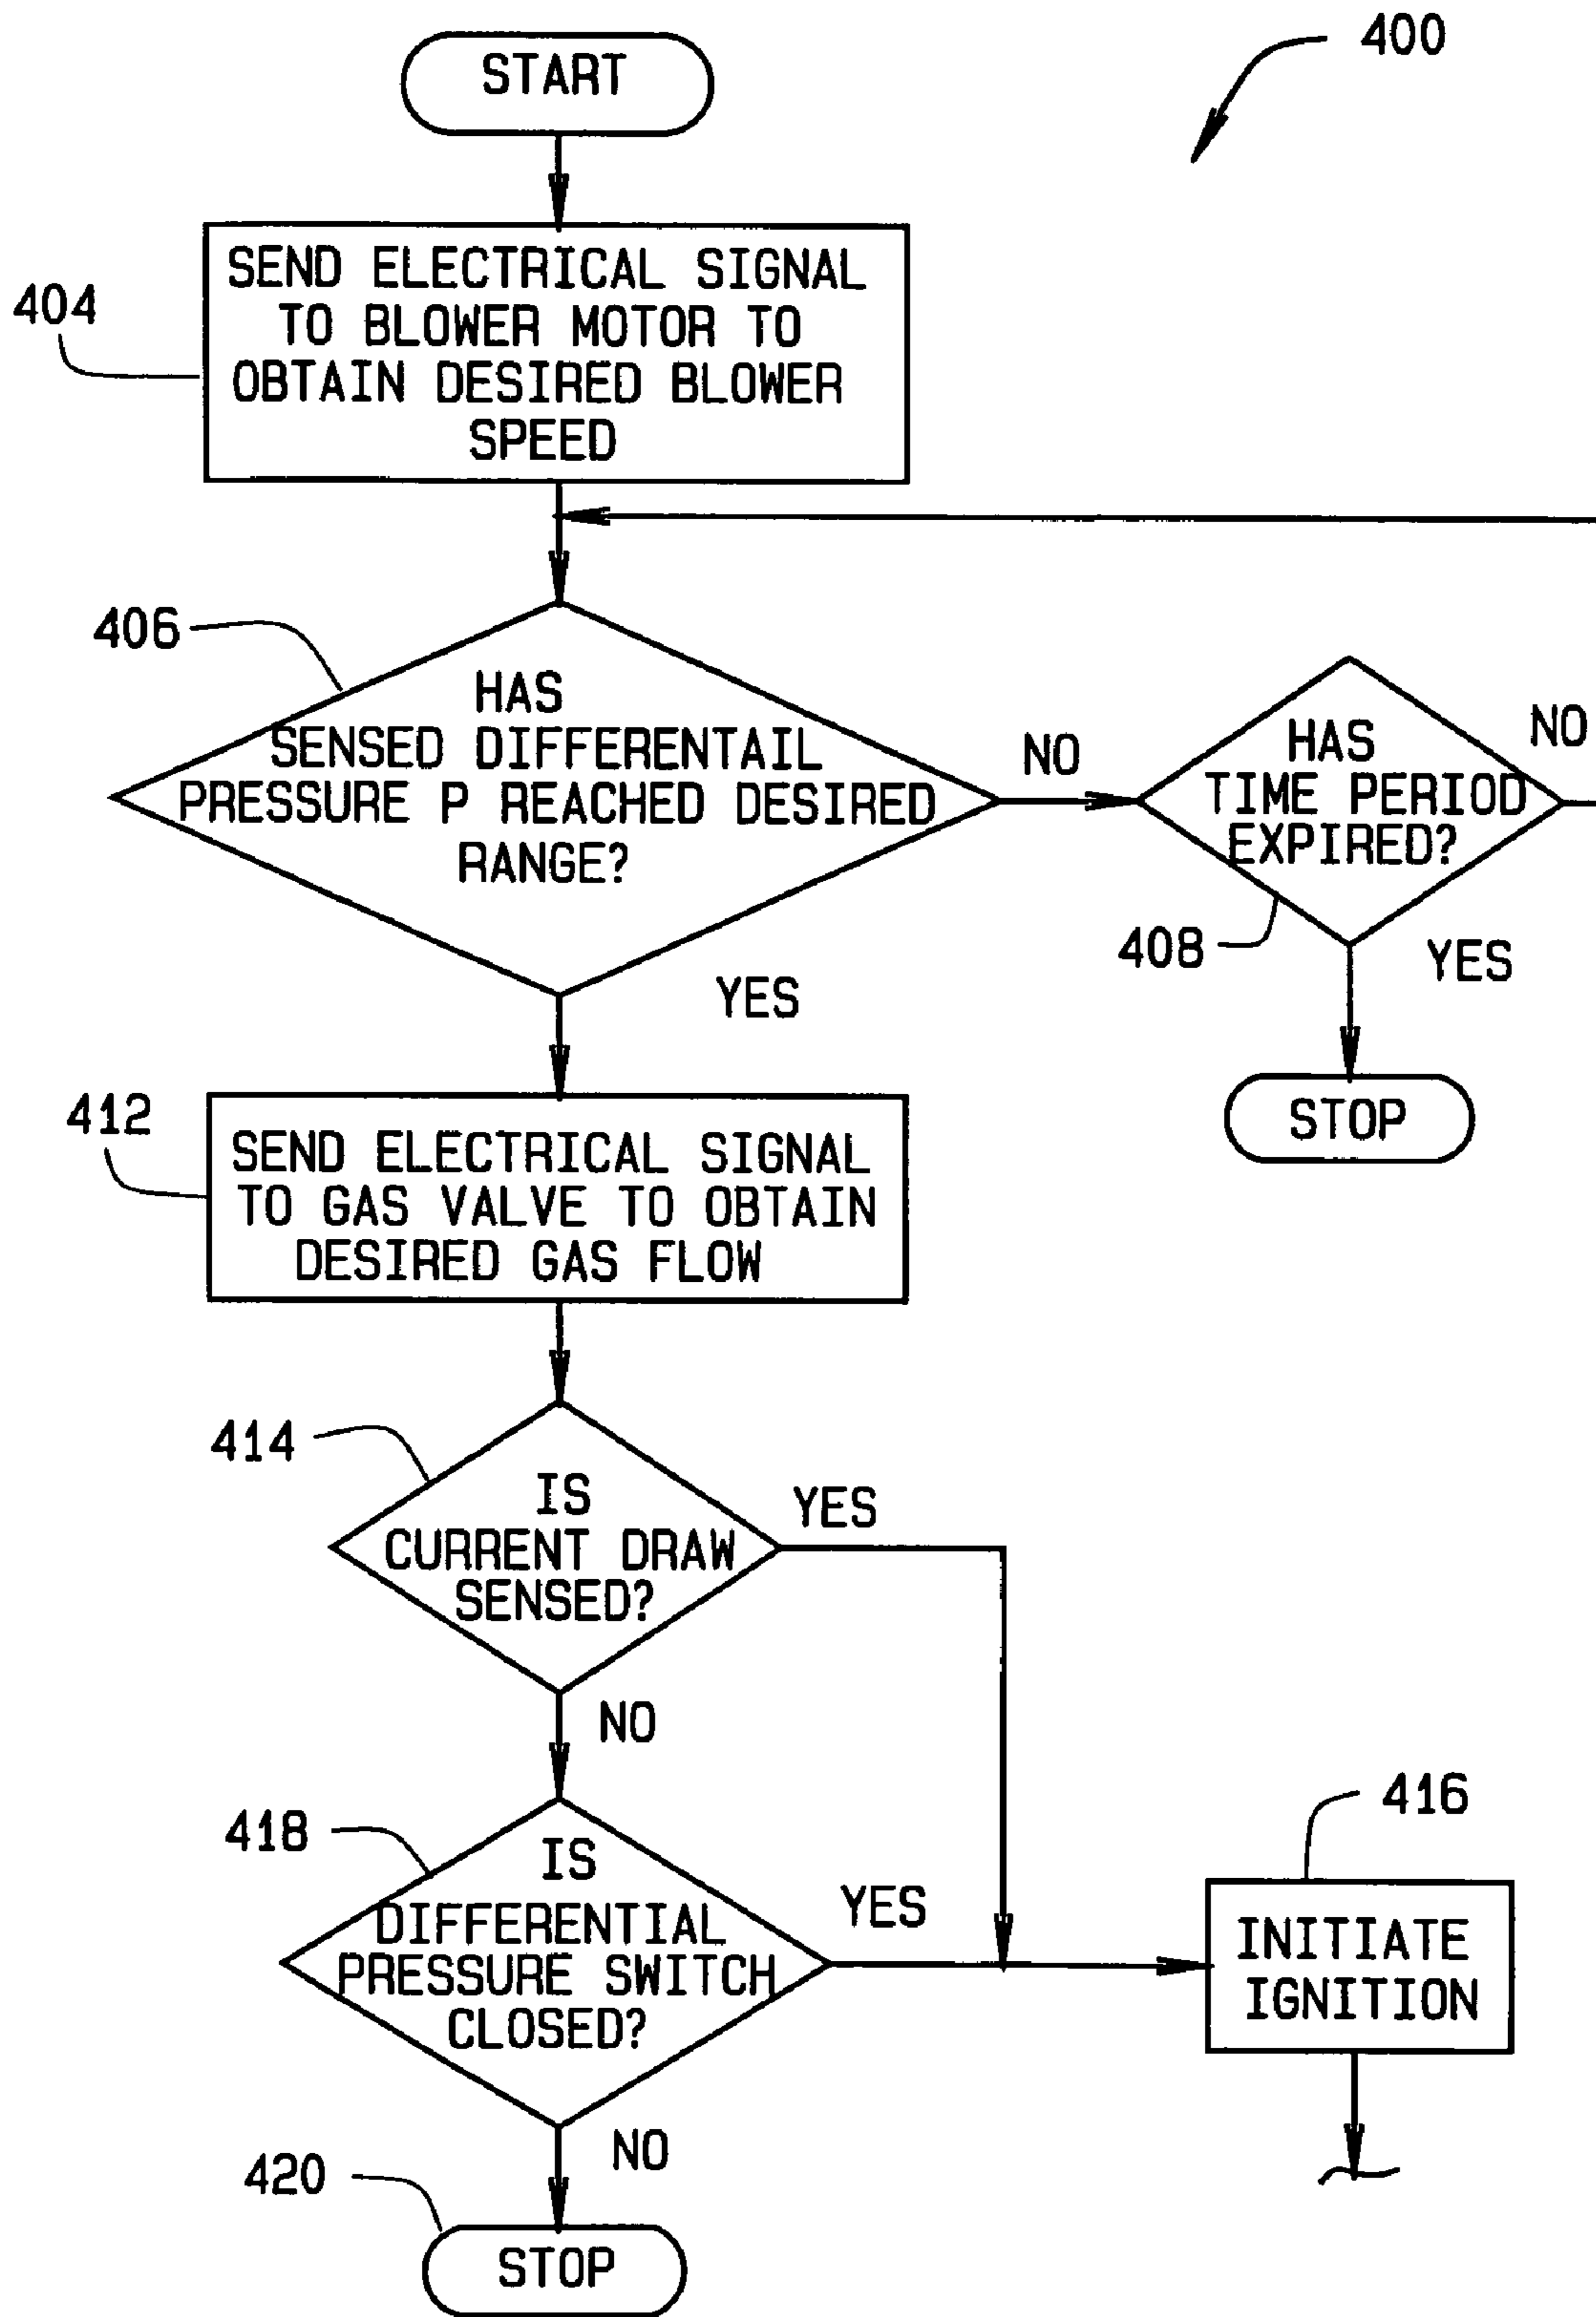 START
400
404
SEND ELECTRICAL SIGNAL
TO BLOWER MOTOR TO
OBTAIN DESIRED BLOWER
SPEED
406
HAS
SENSED DIFFERENTAIL
PRESSURE P REACHED DESIRED
RANGE?
NO
HAS
TIME PERIOD
EXPIRED?
NO
408
YES
YES
STOP
412
SEND ELECTRICAL SIGNAL
TO GAS VALVE TO OBTAIN
DESIRED GAS FLOW
414
IS
CURRENT DRAW
SENSED?
YES
NO
418
IS
DIFFERENTIAL
PRESSURE SWITCH
CLOSED?
YES
416
INITIATE
IGNITION
NO
420
STOP